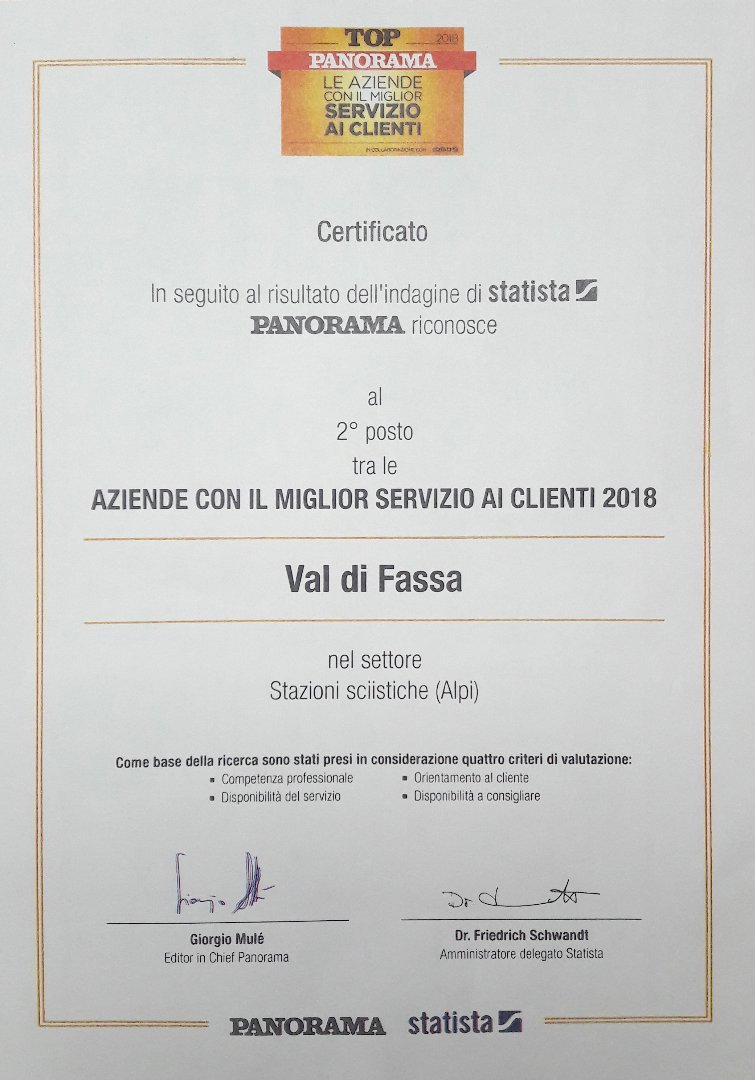 TOP 2018
PANORAMA
LE AZIENDE
CON IL MIGLIOR
SERVIZIO
AI CLIENTI
IN COLLABORAZIONE CON statista
Certificato
In seguito al risultato dell'indagine di statista
PANORAMA riconosce
al
2° posto
tra le
AZIENDE CON IL MIGLIOR SERVIZIO AI CLIENTI 2018
Val di Fassa
nel settore
Stazioni sciistiche (Alpi)
Come base della ricerca sono stati presi in considerazione quattro criteri di valutazione:
▪ Competenza professionale ▪ Orientamento al cliente
▪ Disponibilità del servizio ▪ Disponibilità a consigliare
Giorgio Mulé Dr. Friedrich Schwandt
Editor in Chief Panorama Amministratore delegato Statista
PANORAMA statista